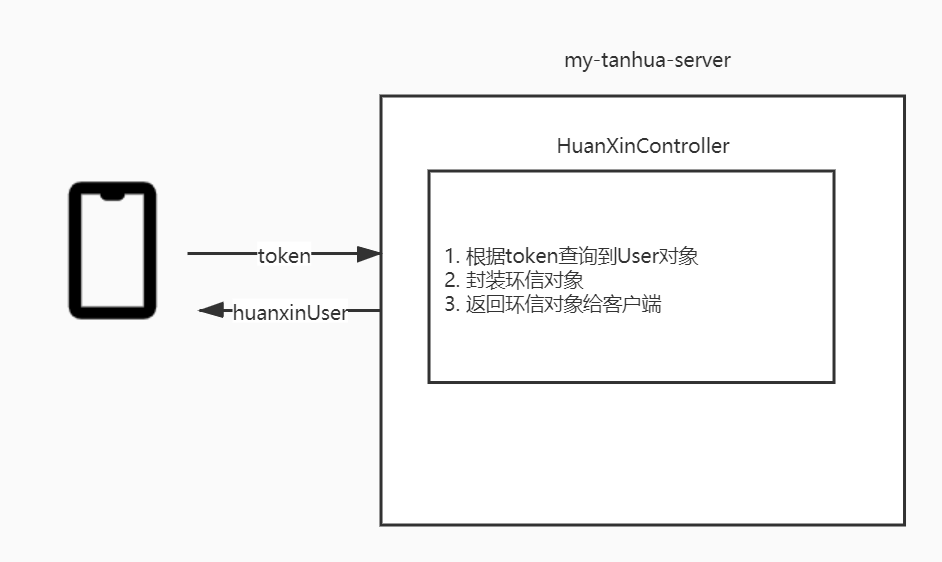 my-tanhua-server
HuanXinController
token
huanxinUser
1. 根据token查询到User对象
2. 封装环信对象
3. 返回环信对象给客户端